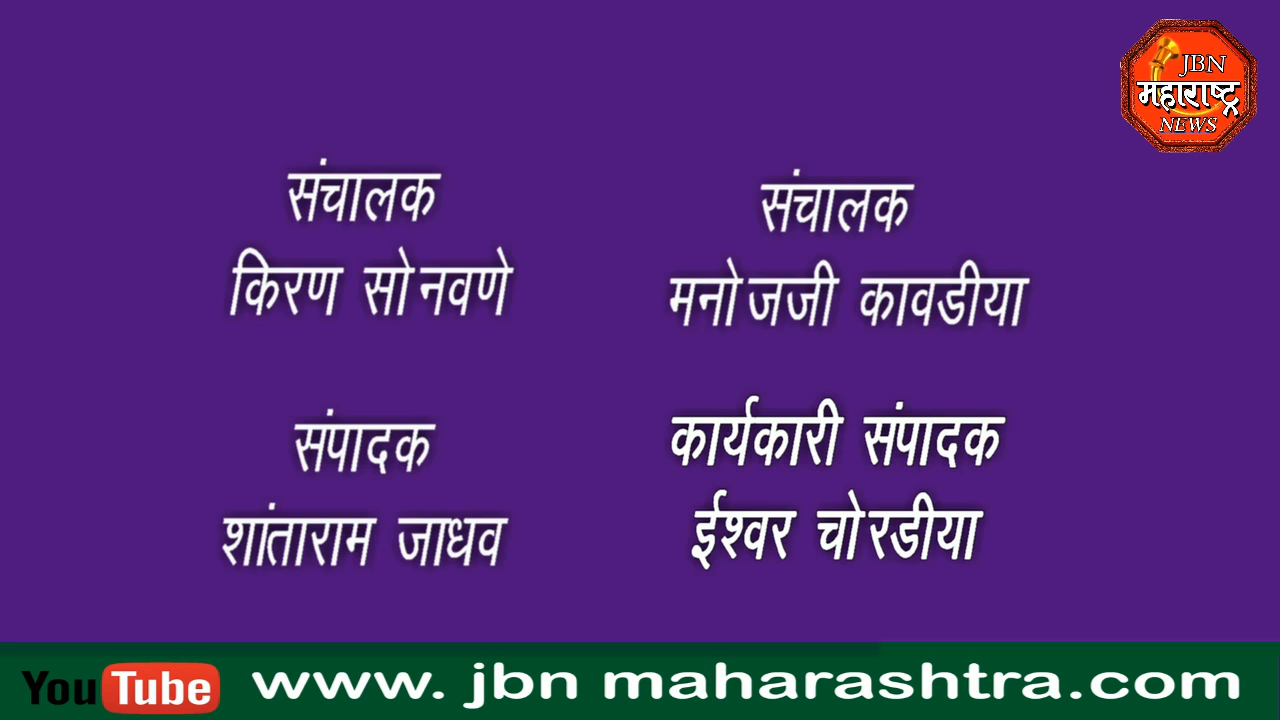 JBN
महाराष्ट्र
NEWS
संचालक
किरण सोनवणे
संचालक
मनोजजी कावडीया
संपादक
शांताराम जाधव
कार्यकारी संपादक
ईश्वर चोरडीया
YouTube
www. jbn maharashtra.com